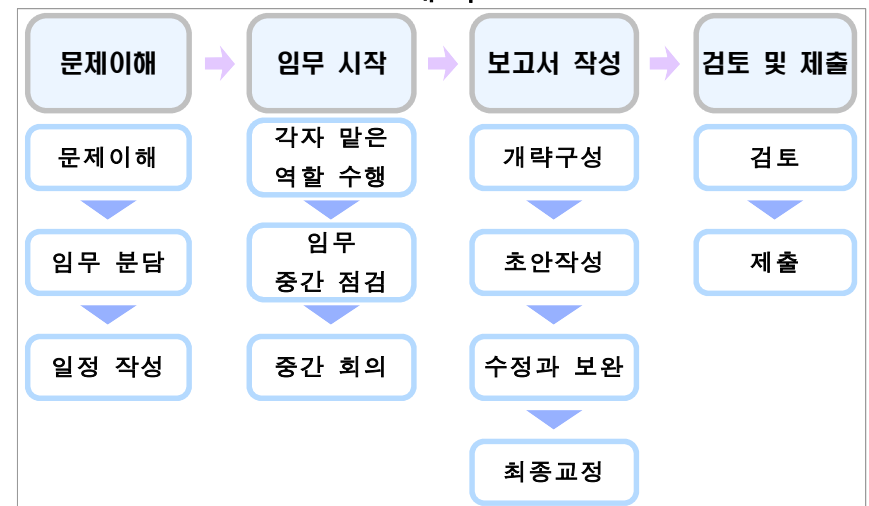 문제이해
임무 시작
보고서 작성
검토 및 제출
문제이해
임무 분담
일정 작성
각자 맡은
역할 수행
임무
중간 점검
중간 회의
개략구성
초안작성
수정과 보완
최종교정
검토
제출